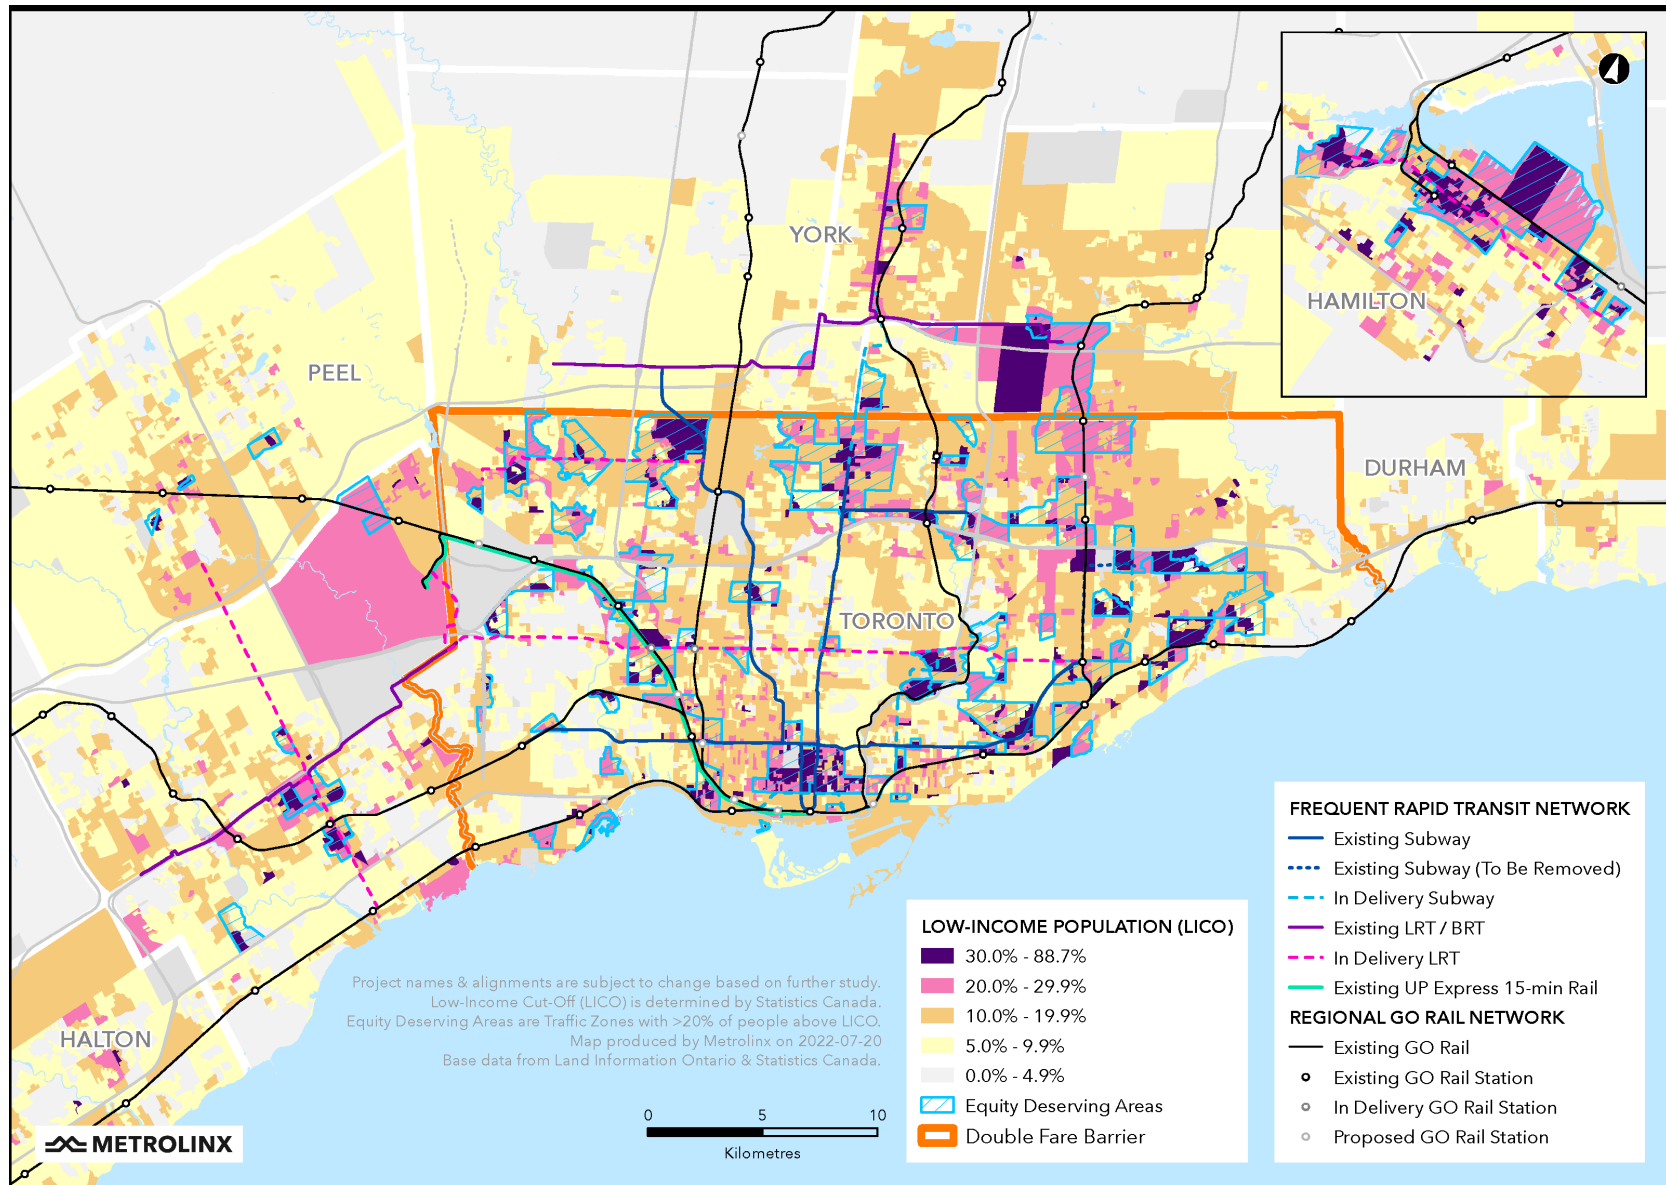 YORK
PEEL
HAMILTON
DURHAM
TORONTO
HALTON
Project names & alignments are subject to change based on further study.
Low-Income Cut-Off (LICO) is determined by Statistics Canada.
Equity Deserving Areas are Traffic Zones with >20% of people above LICO.
Map produced by Metrolinx on 2022-07-20
Base data from Land Information Ontario & Statistics Canada.
0 5 10
Kilometres
METROLINX
LOW-INCOME POPULATION (LICO)
30.0% - 88.7%
20.0% - 29.9%
10.0% - 19.9%
5.0% - 9.9%
0.0% - 4.9%
Equity Deserving Areas
Double Fare Barrier
FREQUENT RAPID TRANSIT NETWORK
Existing Subway
Existing Subway (To Be Removed)
In Delivery Subway
Existing LRT / BRT
In Delivery LRT
Existing UP Express 15-min Rail
REGIONAL GO RAIL NETWORK
Existing GO Rail
Existing GO Rail Station
In Delivery GO Rail Station
Proposed GO Rail Station